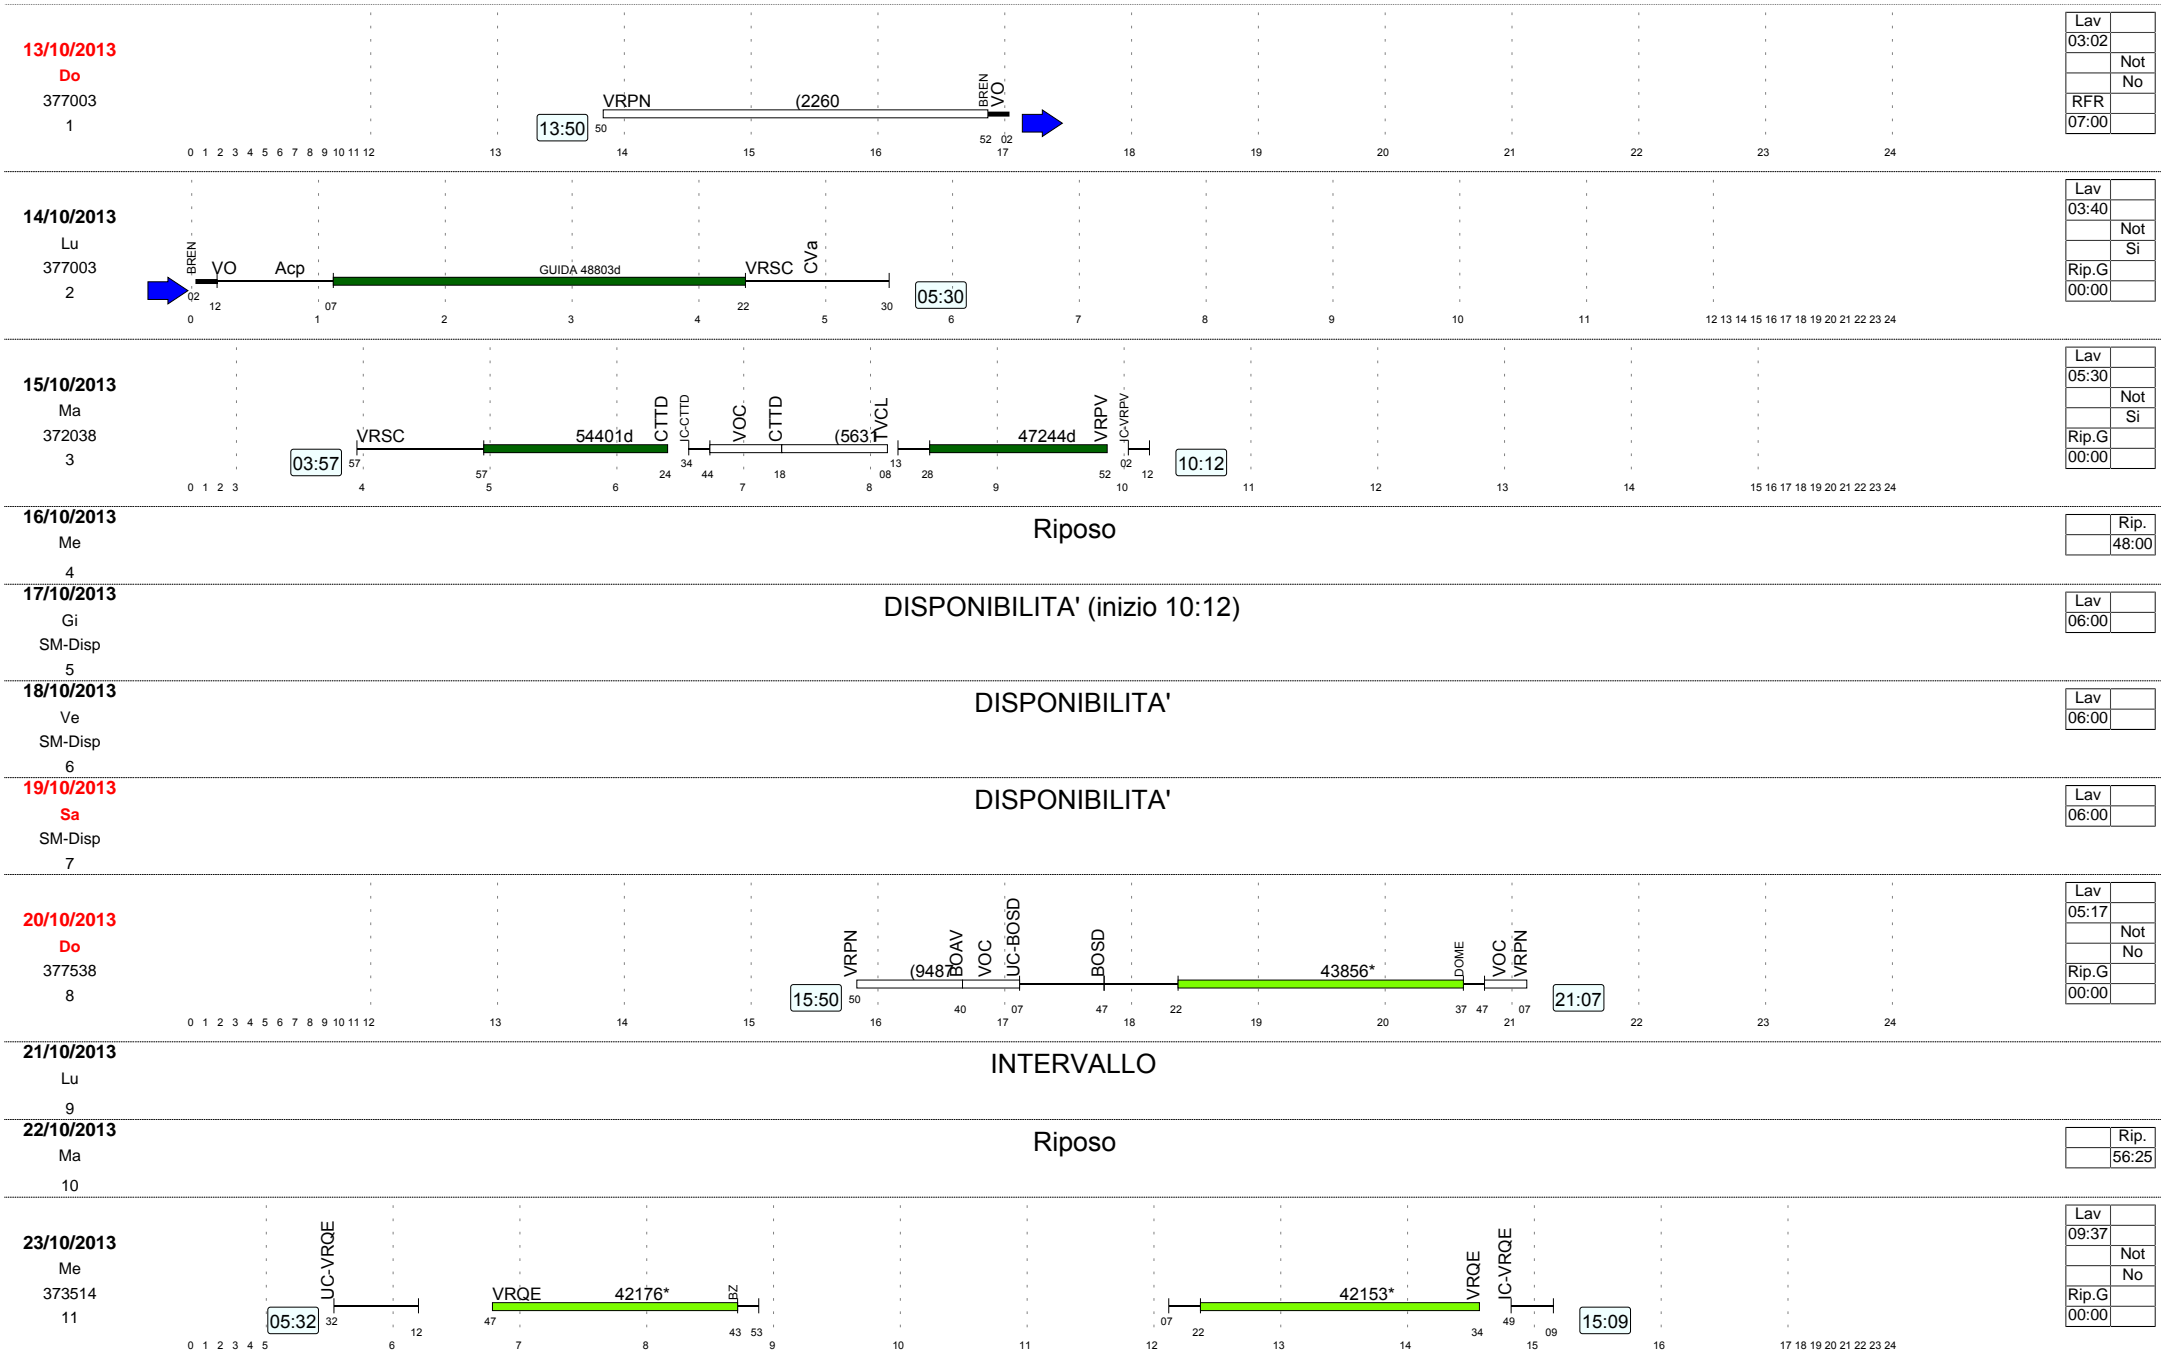 13/10/2013
Do
377003
1
13:50
VRPN
(2260
BREN
VO
50
52 02
0 1 2 3 4 5 6 7 8 9 10 11 12 13 14 15 16 17 18 19 20 21 22 23 24
Lav
03:02
Not
No
RFR
07:00
14/10/2013
Lu
377003
2
BREN
VO
Acp
GUIDA 48803d
VRSC
CVa
02
12
07
22
30
05:30
0 1 2 3 4 5 6 7 8 9 10 11 12 13 14 15 16 17 18 19 20 21 22 23 24
Lav
03:40
Not
Si
Rip.G
00:00
15/10/2013
Ma
372038
3
03:57
VRSC
54401d
CTTD
IC-CTTD
VOC
CTTD
(5631
TVCL
47244d
VRPV
IC-VRPV
57
57
24
34
44
18
08
13
28
52
02
12
10:12
0 1 2 3 4 5 6 7 8 9 10 11 12 13 14 15 16 17 18 19 20 21 22 23 24
Lav
05:30
Not
Si
Rip.G
00:00
16/10/2013
Me
4
Riposo
Rip.
48:00
17/10/2013
Gi
SM-Disp
5
DISPONIBILITA' (inizio 10:12)
Lav
06:00
18/10/2013
Ve
SM-Disp
6
DISPONIBILITA'
Lav
06:00
19/10/2013
Sa
SM-Disp
7
DISPONIBILITA'
Lav
06:00
20/10/2013
Do
377538
8
15:50
VRPN
(9487
BOAV
VOC
UC-BOSD
BOSD
43856*
DOME
VOC
VRPN
50
40
07
47
22
37 47
07
21:07
0 1 2 3 4 5 6 7 8 9 10 11 12 13 14 15 16 17 18 19 20 21 22 23 24
Lav
05:17
Not
No
Rip.G
00:00
21/10/2013
Lu
9
INTERVALLO
22/10/2013
Ma
10
Riposo
Rip.
56:25
23/10/2013
Me
373514
11
05:32
UC-VRQE
VRQE
42176*
BZ
42153*
VRQE
IC-VRQE
32
12
47
43 53
07
22
34
49
09
15:09
0 1 2 3 4 5 6 7 8 9 10 11 12 13 14 15 16 17 18 19 20 21 22 23 24
Lav
09:37
Not
No
Rip.G
00:00